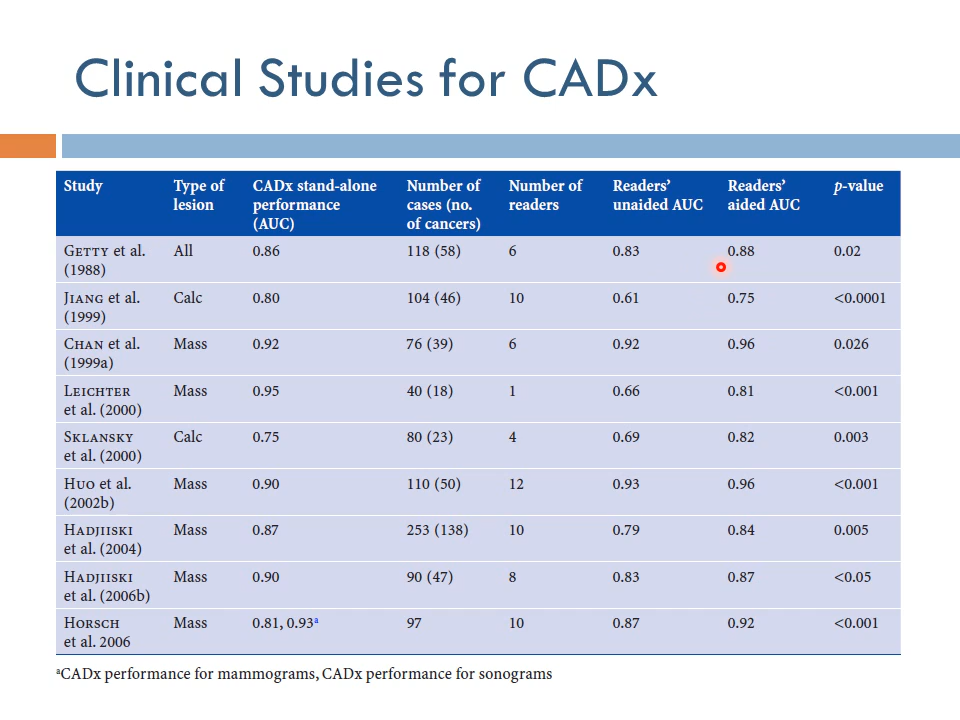 Clinical Studies for CADx
Study Type of lesion CADx stand-alone performance (AUC) Number of cases (no. of cancers) Number of readers Readers’ unaided AUC Readers’ aided AUC p-value
Getty et al. (1988) All 0.86 118 (58) 6 0.83 0.88 0.02
Jiang et al. (1999) Calc 0.80 104 (46) 10 0.61 0.75 <0.0001
Chan et al. (1999a) Mass 0.92 76 (39) 6 0.92 0.96 0.026
Leichter et al. (2000) Mass 0.95 40 (18) 1 0.66 0.81 <0.001
Sklansky et al. (2000) Calc 0.75 80 (23) 4 0.69 0.82 0.003
Huo et al. (2002b) Mass 0.90 110 (50) 12 0.93 0.96 <0.001
Hadjiiski et al. (2004) Mass 0.87 253 (138) 10 0.79 0.84 0.005
Hadjiiski et al. (2006b) Mass 0.90 90 (47) 8 0.83 0.87 <0.05
Horsch et al. 2006 Mass 0.81, 0.93ᵃ 97 10 0.87 0.92 <0.001
ᵃCADx performance for mammograms, CADx performance for sonograms